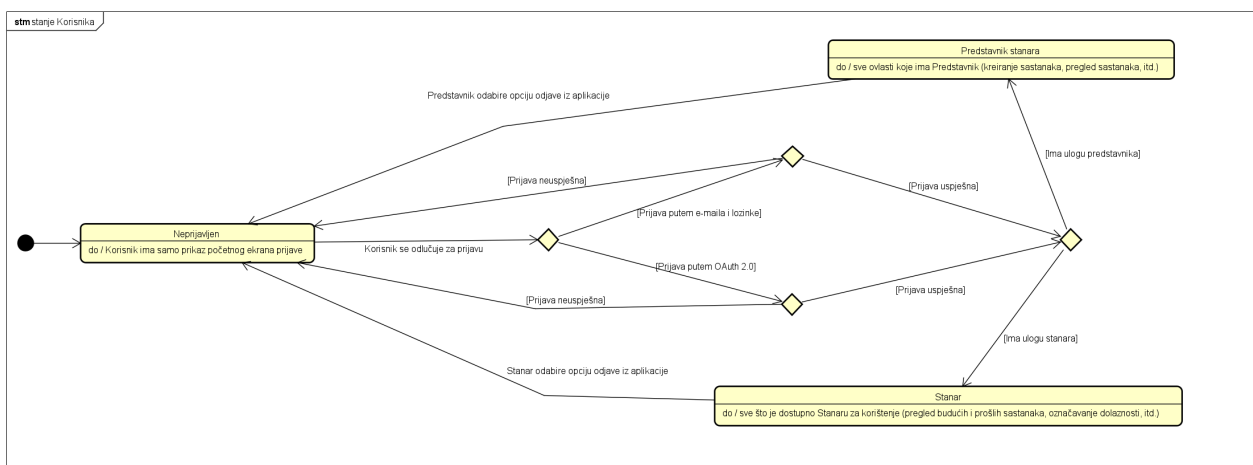 stm stanje Korisnika
Predstavnik stanara
do / sve ovlasti koje ima Predstavnik (kreiranje sastanaka, pregled sastanaka, itd.)
Predstavnik odabire opciju odjave iz aplikacije
[Ima ulogu predstavnika]
[Prijava neuspješna]
[Prijava uspješna]
[Prijava putem e-maila i lozinke]
Neprijavljen
do / Korisnik ima samo prikaz početnog ekrana prijave
Korisnik se odlučuje za prijavu
[Prijava putem OAuth 2.0]
[Prijava uspješna]
[Prijava neuspješna]
[Ima ulogu stanara]
Stanar odabire opciju odjave iz aplikacije
Stanar
do / sve što je dostupno Stanaru za korištenje (pregled budućih i prošlih sastanaka, označavanje dolaznosti, itd.)